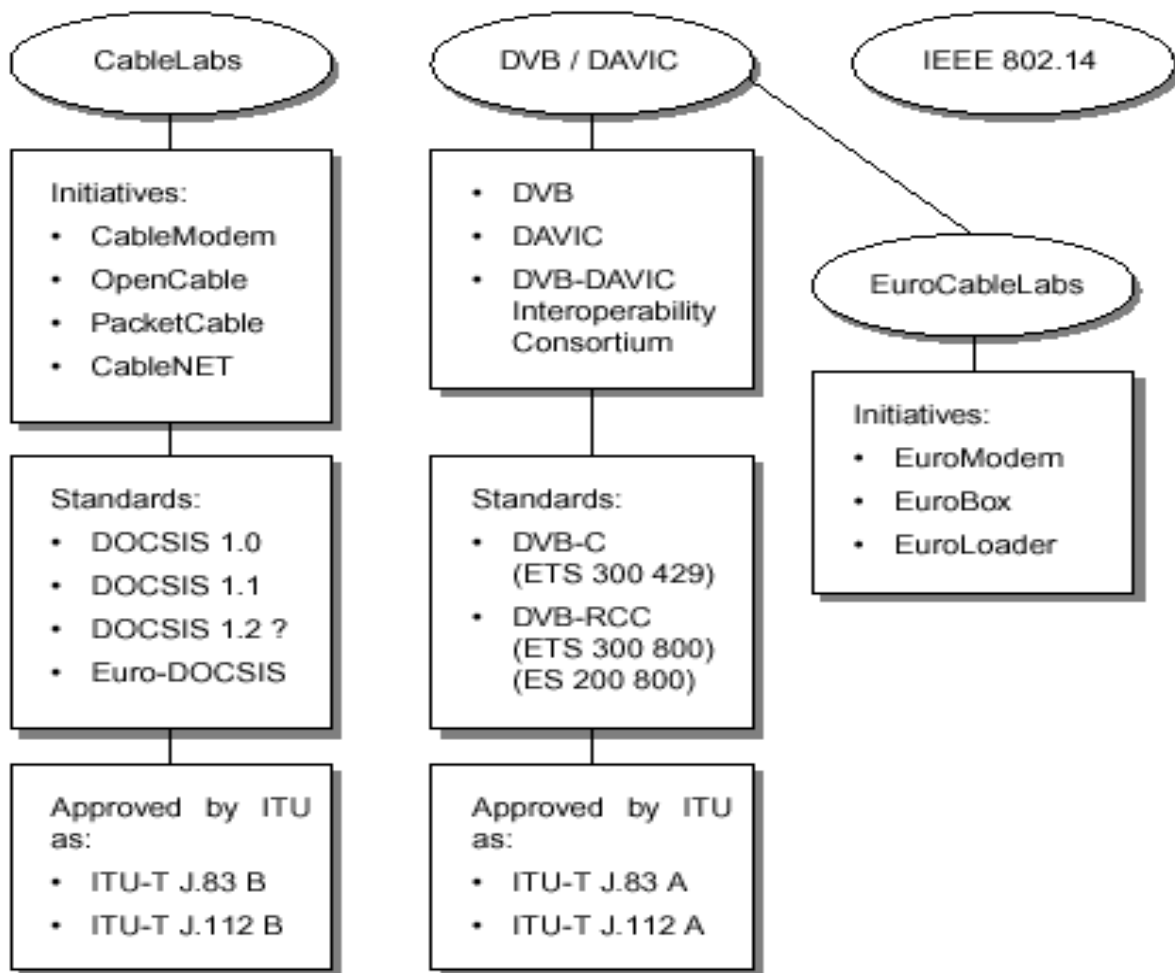 CableLabs
Initiatives:
• CableModem
• OpenCable
• PacketCable
• CableNET
Standards:
• DOCSIS 1.0
• DOCSIS 1.1
• DOCSIS 1.2 ?
• Euro-DOCSIS
Approved by ITU
as:
• ITU-T J.83 B
• ITU-T J.112 B
DVB / DAVIC
• DVB
• DAVIC
• DVB-DAVIC
Interoperability
Consortium
Standards:
• DVB-C
(ETS 300 429)
• DVB-RCC
(ETS 300 800)
(ES 200 800)
Approved by ITU
as:
• ITU-T J.83 A
• ITU-T J.112 A
IEEE 802.14
EuroCableLabs
Initiatives:
• EuroModem
• EuroBox
• EuroLoader